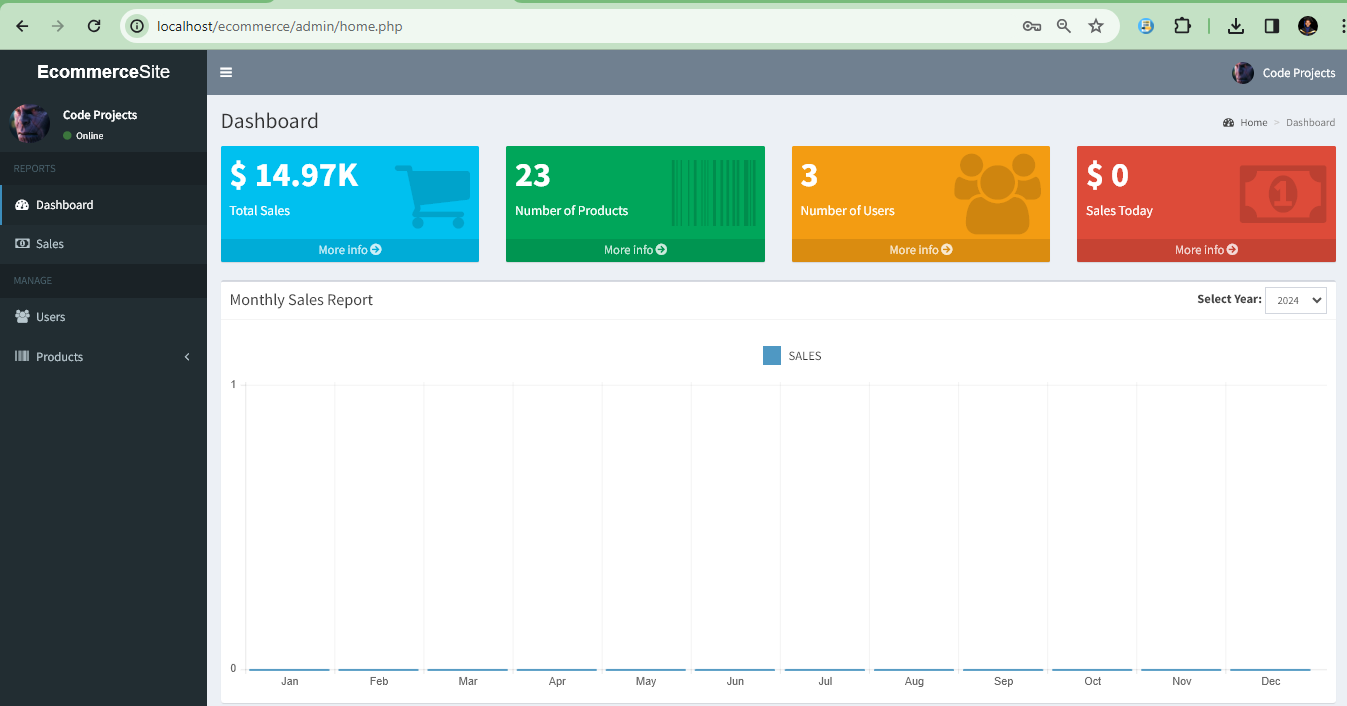 localhost/ecommerce/admin/home.php
EcommerceSite
Code Projects
Code Projects
Online
REPORTS
Dashboard
Sales
MANAGE
Users
Products
Dashboard
Home > Dashboard
$ 14.97K
Total Sales
More info
23
Number of Products
More info
3
Number of Users
More info
$ 0
1
Sales Today
More info
Monthly Sales Report
Select Year: 2024
SALES
1
0
Jan Feb Mar Apr May Jun Jul Aug Sep Oct Nov Dec